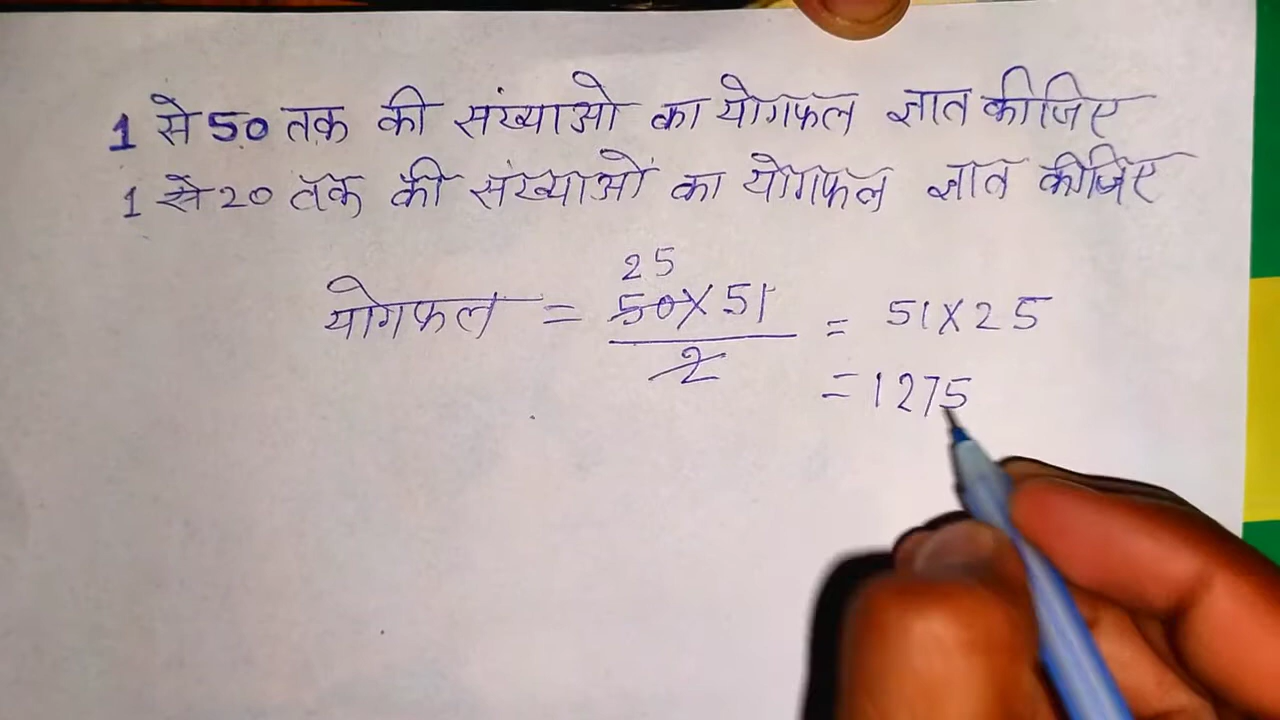 1 से 50 तक की संख्याओ का योगफल ज्ञात कीजिए
1 से 20 तक की संख्याओं का योगफल ज्ञात कीजिए
25
योगफल = 50 × 51 / 2 = 51 × 25
= 1275